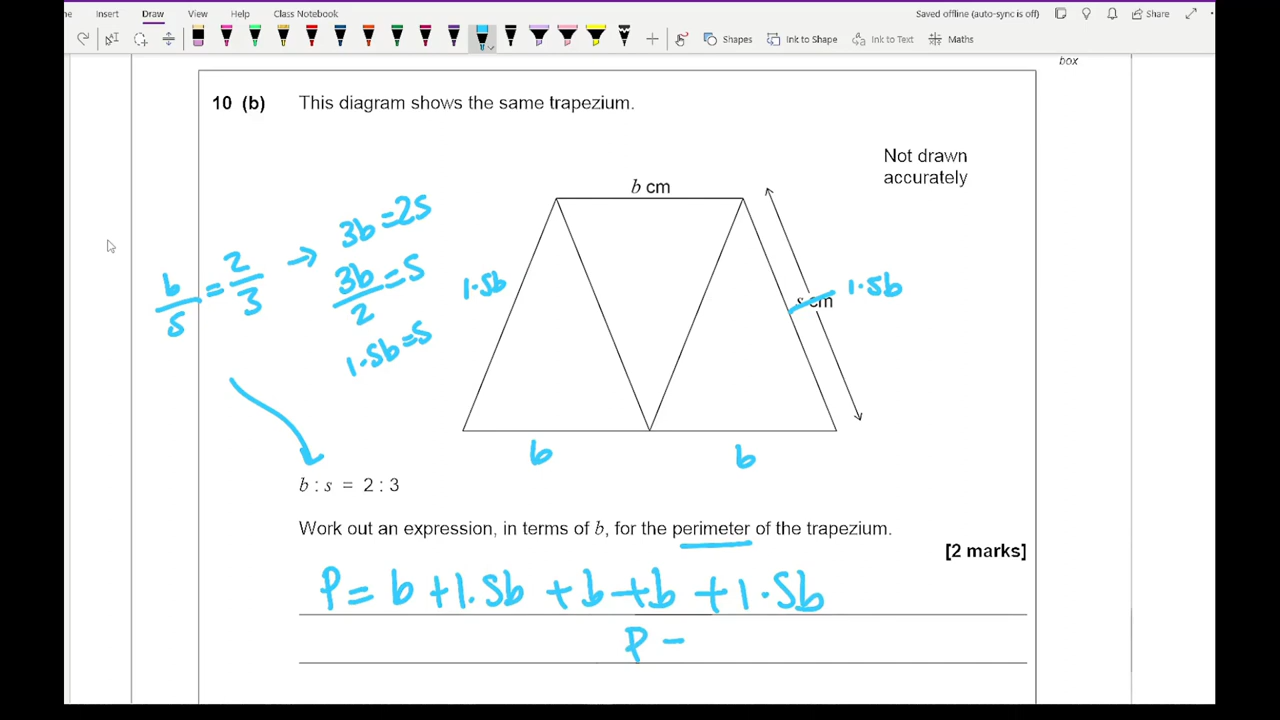 me Insert Draw View Help Class Notebook Saved offline (auto-sync is off) Share
Shapes Ink to Shape Ink to Text Maths
box
10 (b) This diagram shows the same trapezium.
Not drawn
accurately
b cm
3b=2s
b/s = 2/3 →
3b/2 = s
1.5b=s
1.5b
s cm
1.5b
b b
b : s = 2 : 3
Work out an expression, in terms of b, for the perimeter of the trapezium.
[2 marks]
P = b + 1.5b + b + b + 1.5b
P –